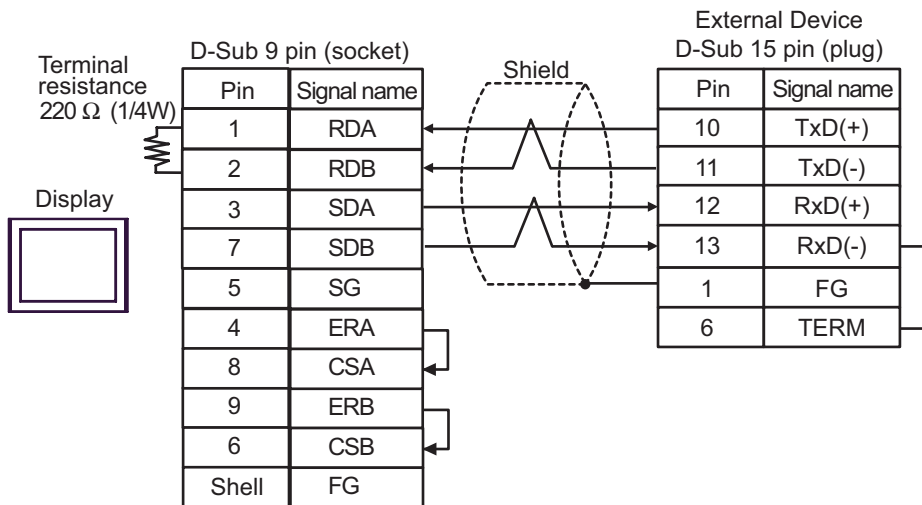 External Device
D-Sub 9 pin (socket)
D-Sub 15 pin (plug)
Terminal
resistance
220 Ω (1/4W)
Shield
Display
Pin Signal name
1 RDA
2 RDB
3 SDA
7 SDB
5 SG
4 ERA
8 CSA
9 ERB
6 CSB
Shell FG
Pin Signal name
10 TxD(+)
11 TxD(-)
12 RxD(+)
13 RxD(-)
1 FG
6 TERM